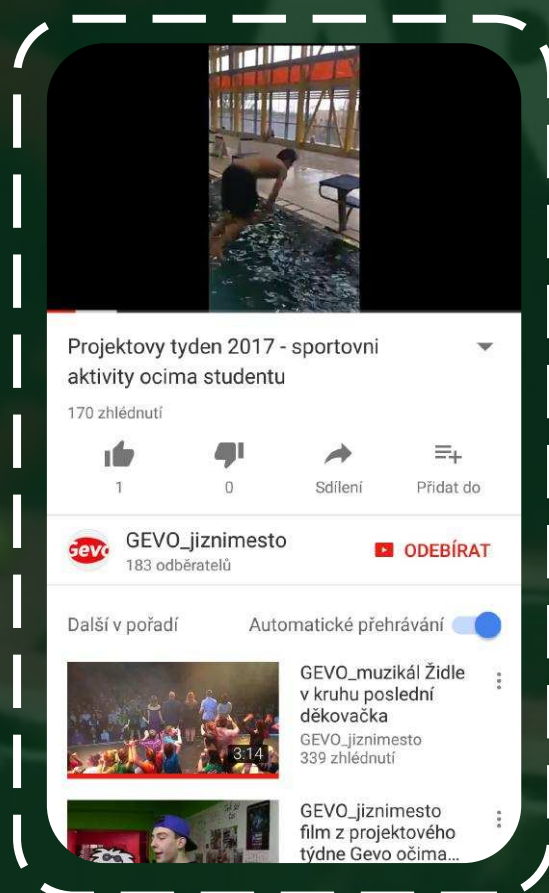 Projektovy tyden 2017 - sportovni
aktivity ocima studentu
170 zhlédnutí
1
0
Sdílení
Přidat do
Gevo
GEVO_jiznimesto
183 odběratelů
ODEBÍRAT
Další v pořadí
Automatické přehrávání
3:14
GEVO_muzikál Židle
v kruhu poslední
děkovačka
GEVO_jiznimesto
339 zhlédnutí
GEVO_jiznimesto
film z projektového
týdne Gevo očima...